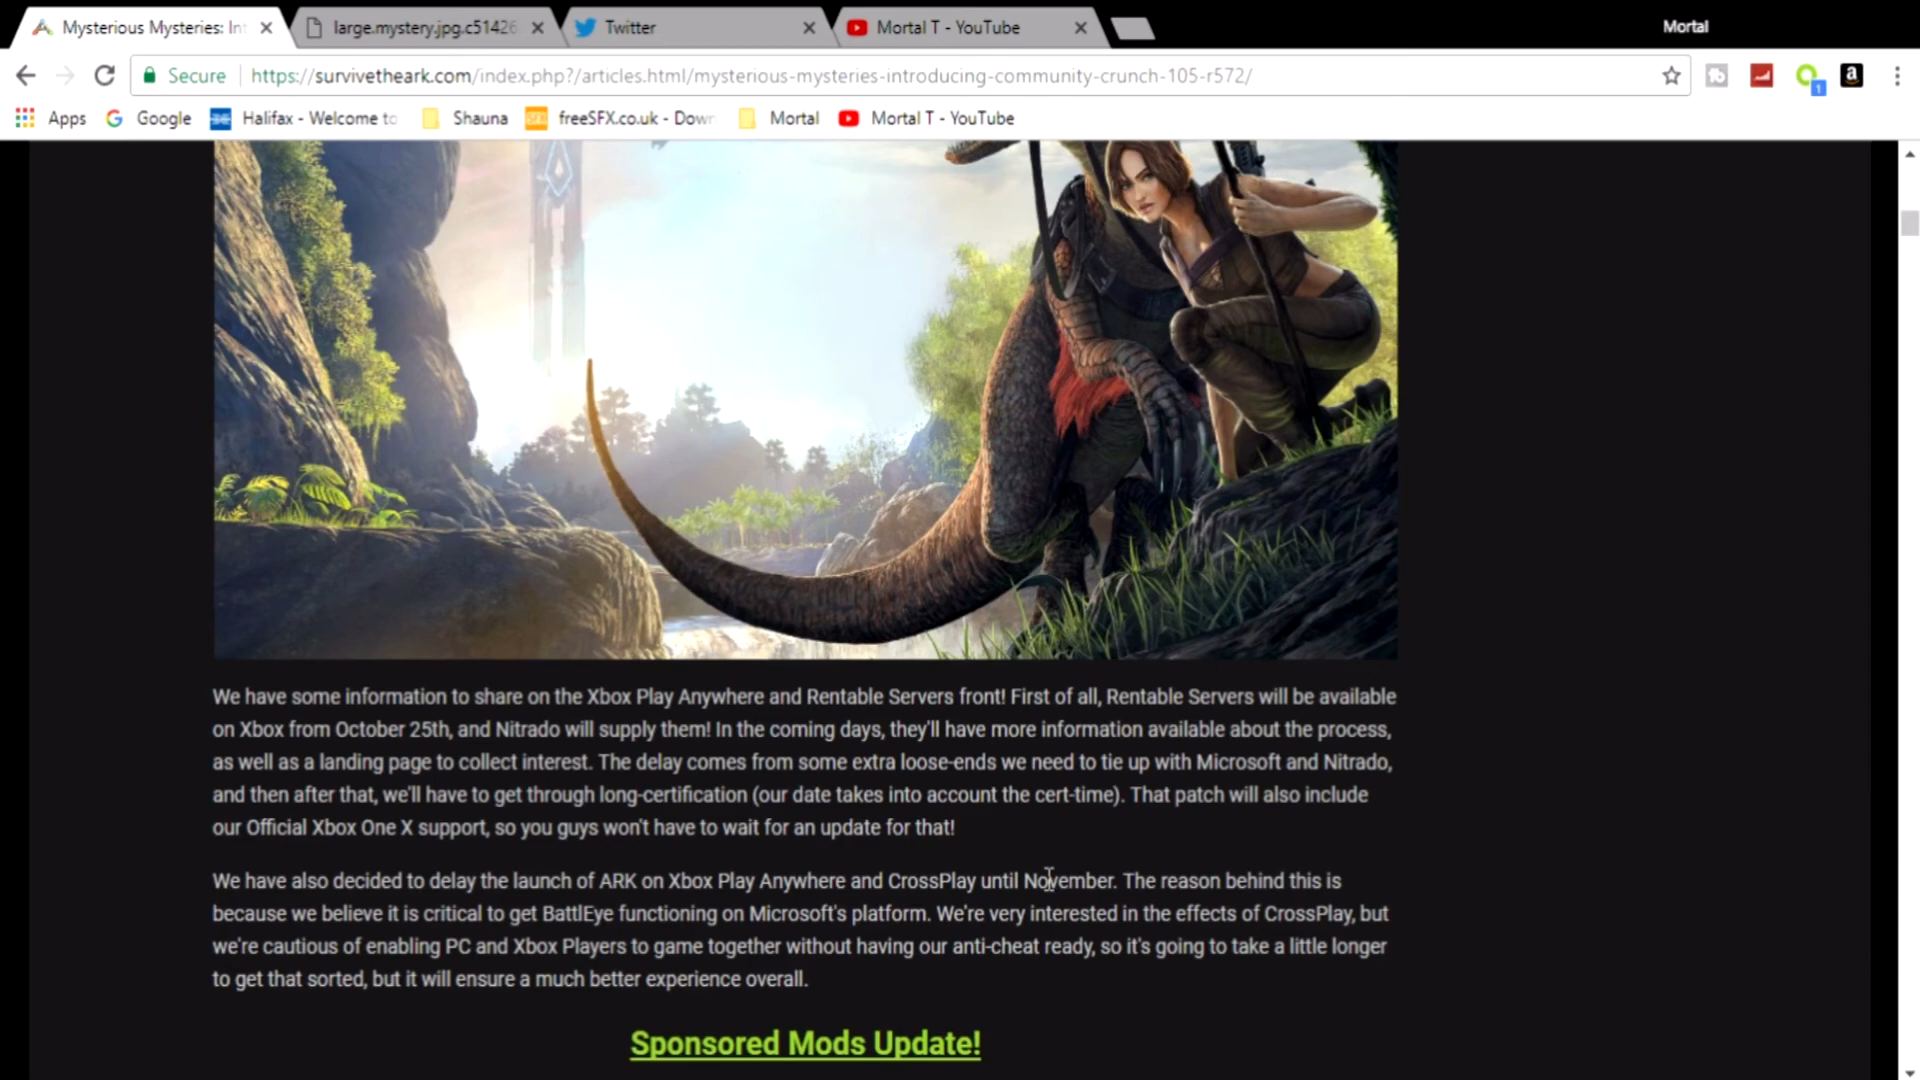 Mysterious Mysteries: Int
large.mystery.jpg.c51426
Twitter
Mortal T - YouTube
Mortal
Secure
https://survivetheark.com/index.php?/articles.html/mysterious-mysteries-introducing-community-crunch-105-r572/
1
a
Apps
Google
Halifax - Welcome to
Shauna
freeSFX.co.uk - Down
Mortal
Mortal T - YouTube
We have some information to share on the Xbox Play Anywhere and Rentable Servers front! First of all, Rentable Servers will be available
on Xbox from October 25th, and Nitrado will supply them! In the coming days, they'll have more information available about the process,
as well as a landing page to collect interest. The delay comes from some extra loose-ends we need to tie up with Microsoft and Nitrado,
and then after that, we'll have to get through long-certification (our date takes into account the cert-time). That patch will also include
our Official Xbox One X support, so you guys won't have to wait for an update for that!
We have also decided to delay the launch of ARK on Xbox Play Anywhere and CrossPlay until November. The reason behind this is
because we believe it is critical to get BattlEye functioning on Microsoft's platform. We're very interested in the effects of CrossPlay, but
we're cautious of enabling PC and Xbox Players to game together without having our anti-cheat ready, so it's going to take a little longer
to get that sorted, but it will ensure a much better experience overall.
Sponsored Mods Update!